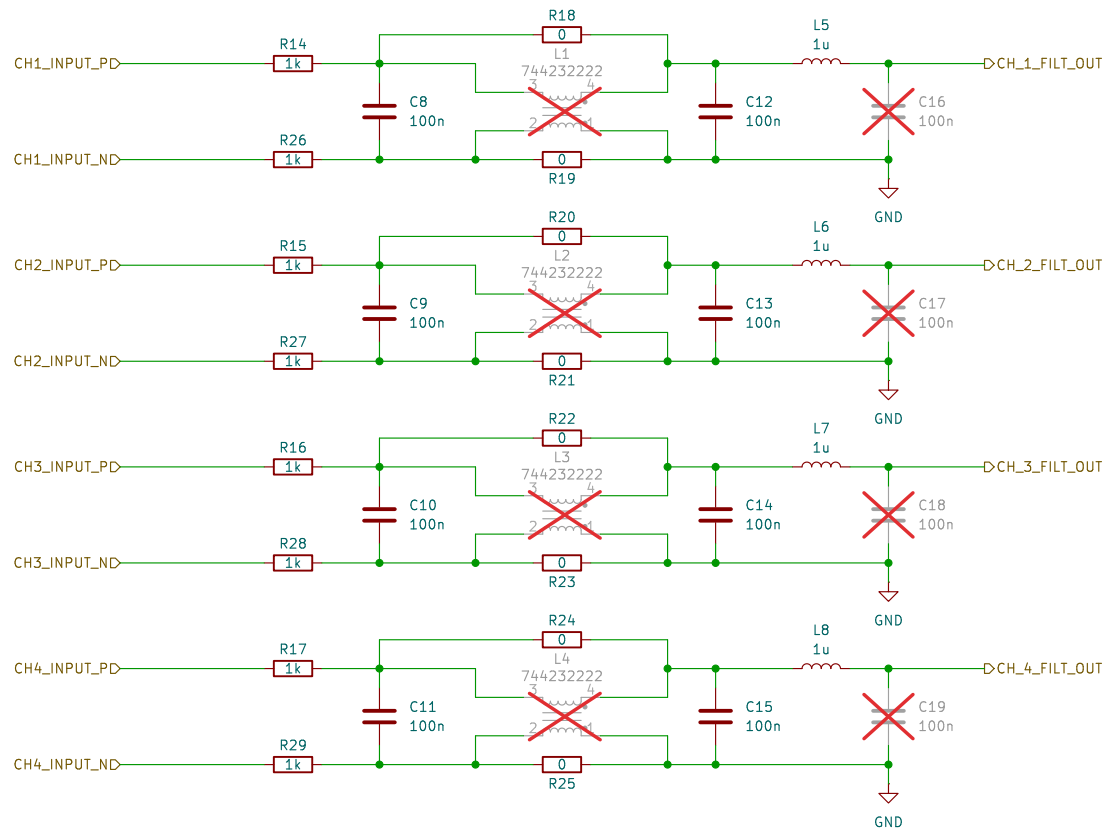 R18
0
L1
744232222
3
4
2
1
CH1_INPUT_P
R14
1k
L5
1u
CH_1_FILT_OUT
C8
100n
C12
100n
C16
100n
CH1_INPUT_N
R26
1k
0
R19
GND
R20
0
L2
744232222
3
4
2
1
CH2_INPUT_P
R15
1k
L6
1u
CH_2_FILT_OUT
C9
100n
C13
100n
C17
100n
CH2_INPUT_N
R27
1k
0
R21
GND
R22
0
L3
744232222
3
4
2
1
CH3_INPUT_P
R16
1k
L7
1u
CH_3_FILT_OUT
C10
100n
C14
100n
C18
100n
CH3_INPUT_N
R28
1k
0
R23
GND
R24
0
L4
744232222
3
4
2
1
CH4_INPUT_P
R17
1k
L8
1u
CH_4_FILT_OUT
C11
100n
C15
100n
C19
100n
CH4_INPUT_N
R29
1k
0
R25
GND